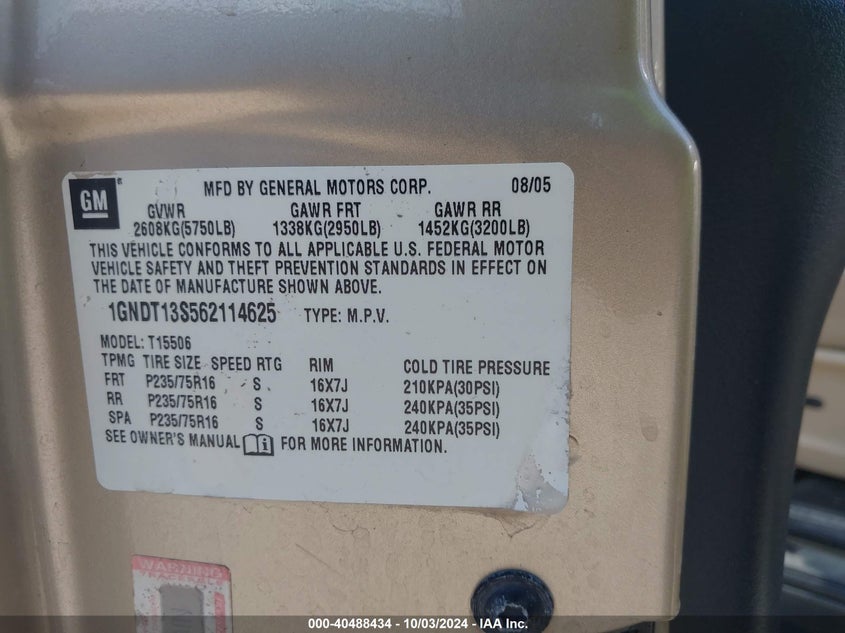 GM® MFD BY GENERAL MOTORS CORP. 08/05
GVWR GAWR FRT GAWR RR
2608KG(5750LB) 1338KG(2950LB) 1452KG(3200LB)
THIS VEHICLE CONFORMS TO ALL APPLICABLE U.S. FEDERAL MOTOR
VEHICLE SAFETY AND THEFT PREVENTION STANDARDS IN EFFECT ON
THE DATE OF MANUFACTURE SHOWN ABOVE.
1GNDT13S562114625 TYPE: M.P.V.
MODEL: T15506
TPMG TIRE SIZE SPEED RTG RIM COLD TIRE PRESSURE
FRT P235/75R16 S 16X7J 210KPA(30PSI)
RR P235/75R16 S 16X7J 240KPA(35PSI)
SPA P235/75R16 S 16X7J 240KPA(35PSI)
SEE OWNER'S MANUAL i FOR MORE INFORMATION.
WARNING
000-40488434 - 10/03/2024 - IAA Inc.